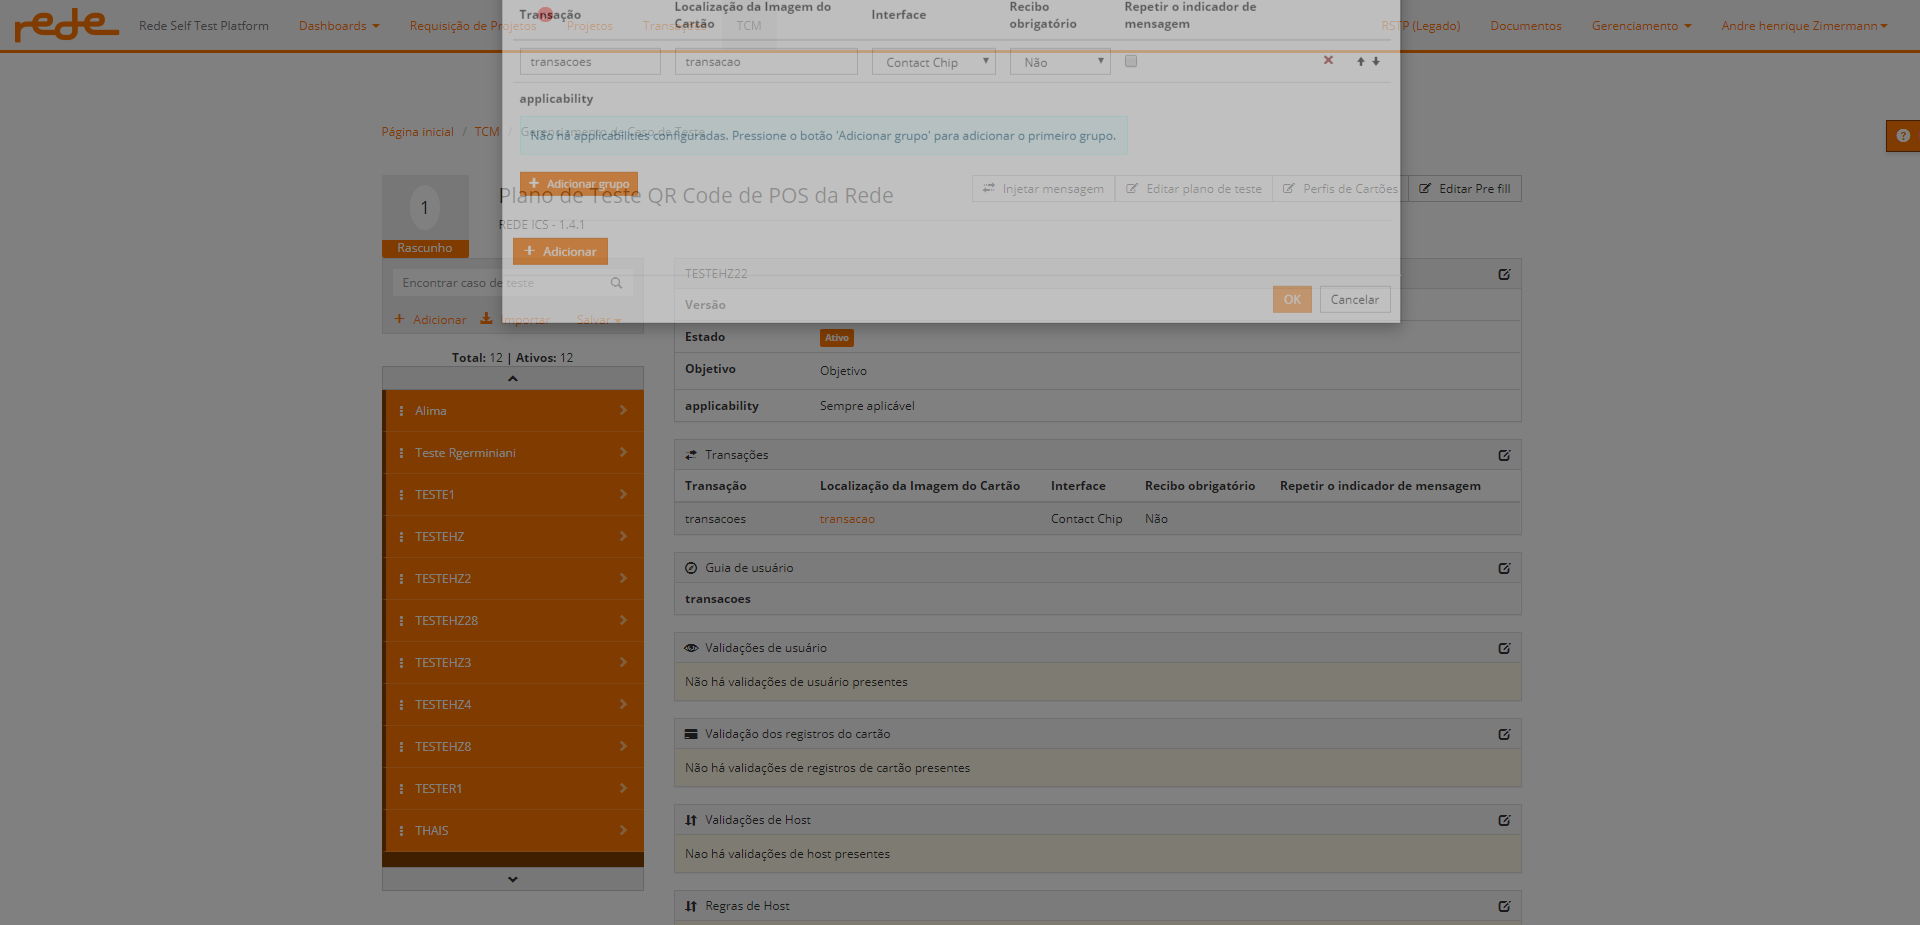 rede
Rede Self Test Platform
Dashboards
Requisição de Projetos
Projetos
Transações
TCM
RSTP (Legado)
Documentos
Gerenciamento
Andre henrique Zimermann
Transação
Localização da Imagem do Cartão
Interface
Recibo obrigatório
Repetir o indicador de mensagem
transacoes
transacao
Contact Chip
Não
applicability
Não há applicabilities configuradas. Pressione o botão 'Adicionar grupo' para adicionar o primeiro grupo.
Adicionar grupo
Adicionar
OK
Cancelar
Página inicial / TCM / Gerenciamento de Caso de Teste
1
Rascunho
Plano de Teste QR Code de POS da Rede
REDE ICS - 1.4.1
Injetar mensagem
Editar plano de teste
Perfis de Cartões
Editar Pre fill
Encontrar caso de teste
Adicionar
Importar
Salvar
Total: 12 | Ativos: 12
Alima
Teste Rgerminiani
TESTE1
TESTEHZ
TESTEHZ2
TESTEHZ28
TESTEHZ3
TESTEHZ4
TESTEHZ8
TESTER1
THAIS
TESTEHZ22
Versão
Estado
Ativo
Objetivo
Objetivo
applicability
Sempre aplicável
Transações
Transação
Localização da Imagem do Cartão
Interface
Recibo obrigatório
Repetir o indicador de mensagem
transacoes
transacao
Contact Chip
Não
Guia de usuário
transacoes
Validações de usuário
Não há validações de usuário presentes
Validação dos registros do cartão
Não há validações de registros de cartão presentes
Validações de Host
Nao há validações de host presentes
Regras de Host